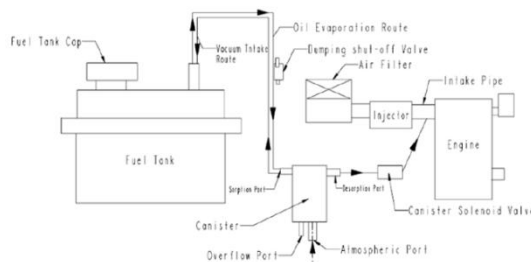 Oil Evaporation Route
Fuel Tank Cap
Vacuum Intake
Route
Dumping shut-off Valve
Air Filter
Intake Pipe
Injector
Engine
Fuel Tank
Sorption Port
Desorption Port
Canister
Canister Solenoid Valve
Overflow Port
Atmospheric Port